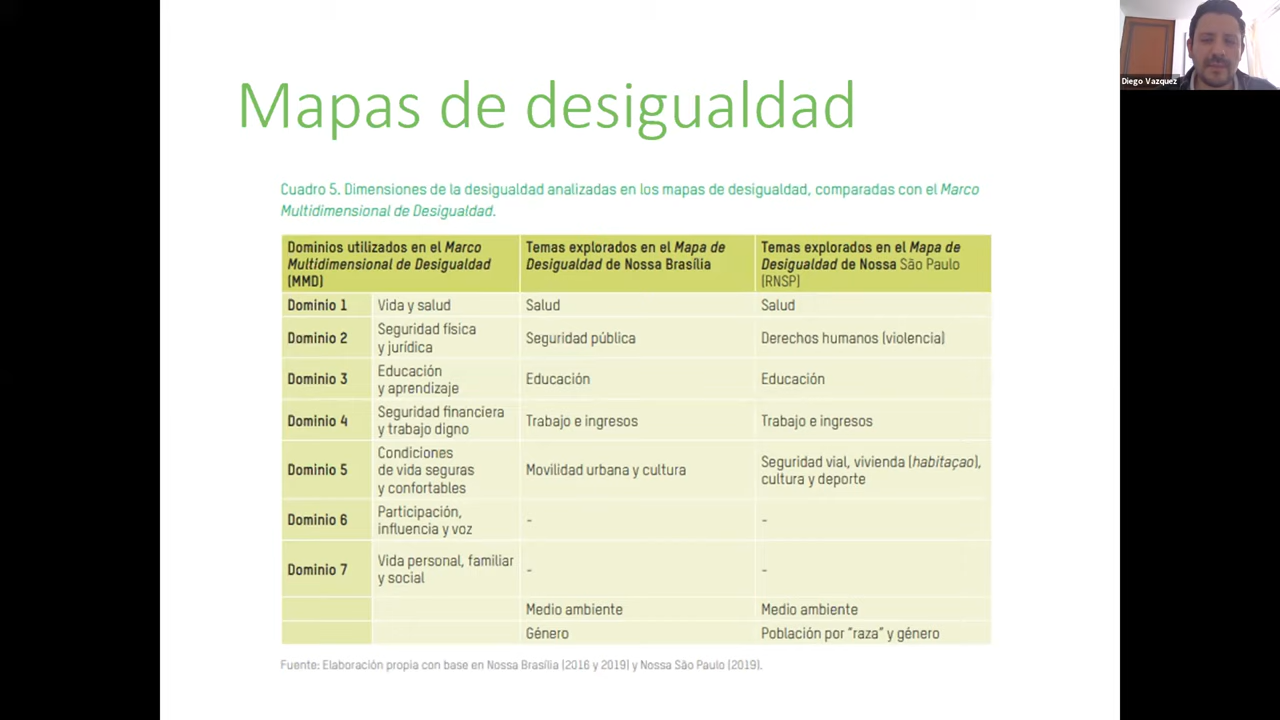 Diego Vazquez
Mapas de desigualdad
Cuadro 5. Dimensiones de la desigualdad analizadas en los mapas de desigualdad, comparadas con el Marco
Multidimensional de Desigualdad.
Dominios utilizados en el Marco
Multidimensional de Desigualdad
(MMD)
Temas explorados en el Mapa de
Desigualdad de Nossa Brasília
Temas explorados en el Mapa de
Desigualdad de Nossa São Paulo
(RNSP)
Dominio 1
Vida y salud
Salud
Salud
Dominio 2
Seguridad física
y jurídica
Seguridad pública
Derechos humanos (violencia)
Dominio 3
Educación
y aprendizaje
Educación
Educación
Dominio 4
Seguridad financiera
y trabajo digno
Trabajo e ingresos
Trabajo e ingresos
Dominio 5
Condiciones
de vida seguras
y confortables
Movilidad urbana y cultura
Seguridad vial, vivienda (habitaçao),
cultura y deporte
Dominio 6
Participación,
influencia y voz
-
-
Dominio 7
Vida personal, familiar
y social
-
-
Medio ambiente
Medio ambiente
Género
Población por "raza" y género
Fuente: Elaboración propia con base en Nossa Brasília (2016 y 2019) y Nossa São Paulo (2019).